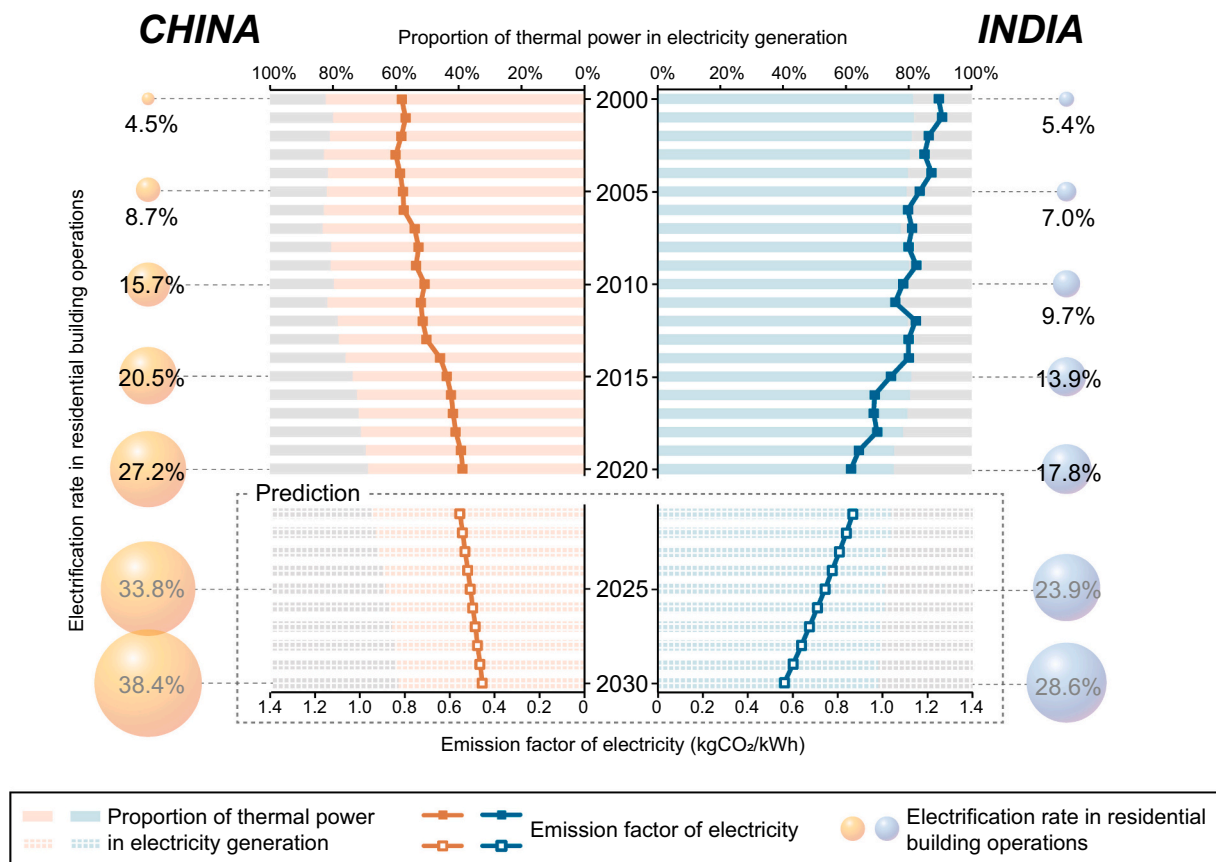 CHINA
Proportion of thermal power in electricity generation
INDIA
100% 80% 60% 40% 20% 0%
0% 20% 40% 60% 80% 100%
Electrification rate in residential building operations
2000
4.5%
5.4%
2005
8.7%
7.0%
15.7%
2010
9.7%
20.5%
2015
13.9%
27.2%
2020
17.8%
Prediction
33.8%
2025
23.9%
38.4%
2030
28.6%
1.4 1.2 1.0 0.8 0.6 0.4 0.2 0
0 0.2 0.4 0.6 0.8 1.0 1.2 1.4
Emission factor of electricity (kgCO₂/kWh)
Proportion of thermal power
in electricity generation
Emission factor of electricity
Electrification rate in residential
building operations